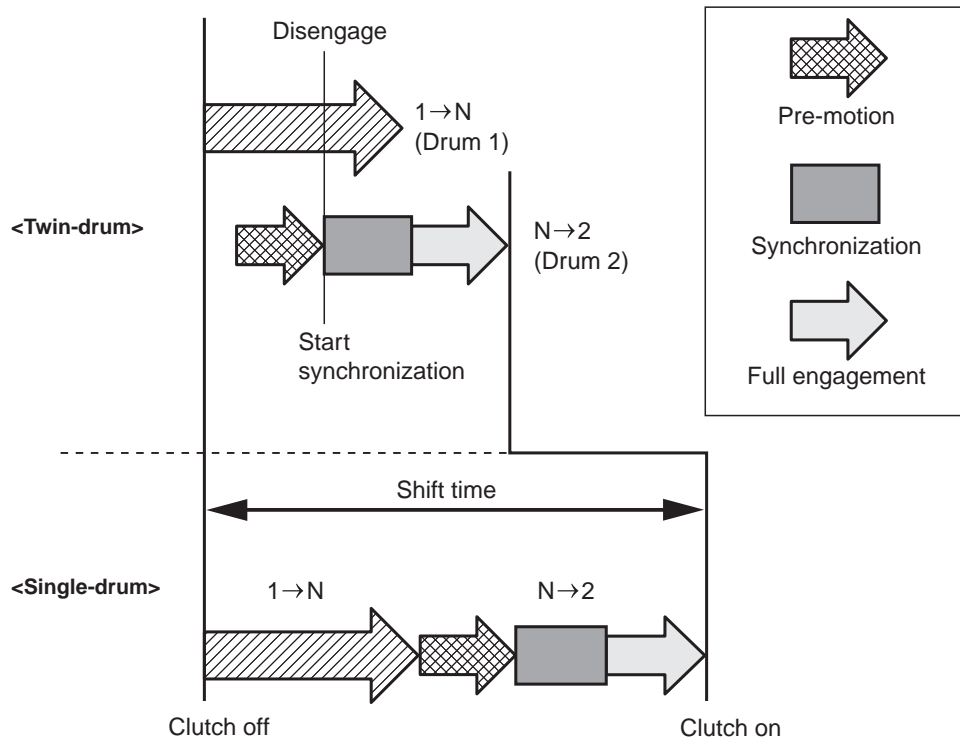 Disengage
1→N
(Drum 1)
Pre-motion
<Twin-drum>
N→2
(Drum 2)
Synchronization
Start
synchronization
Full engagement
Shift time
<Single-drum>
1→N
N→2
Clutch off
Clutch on